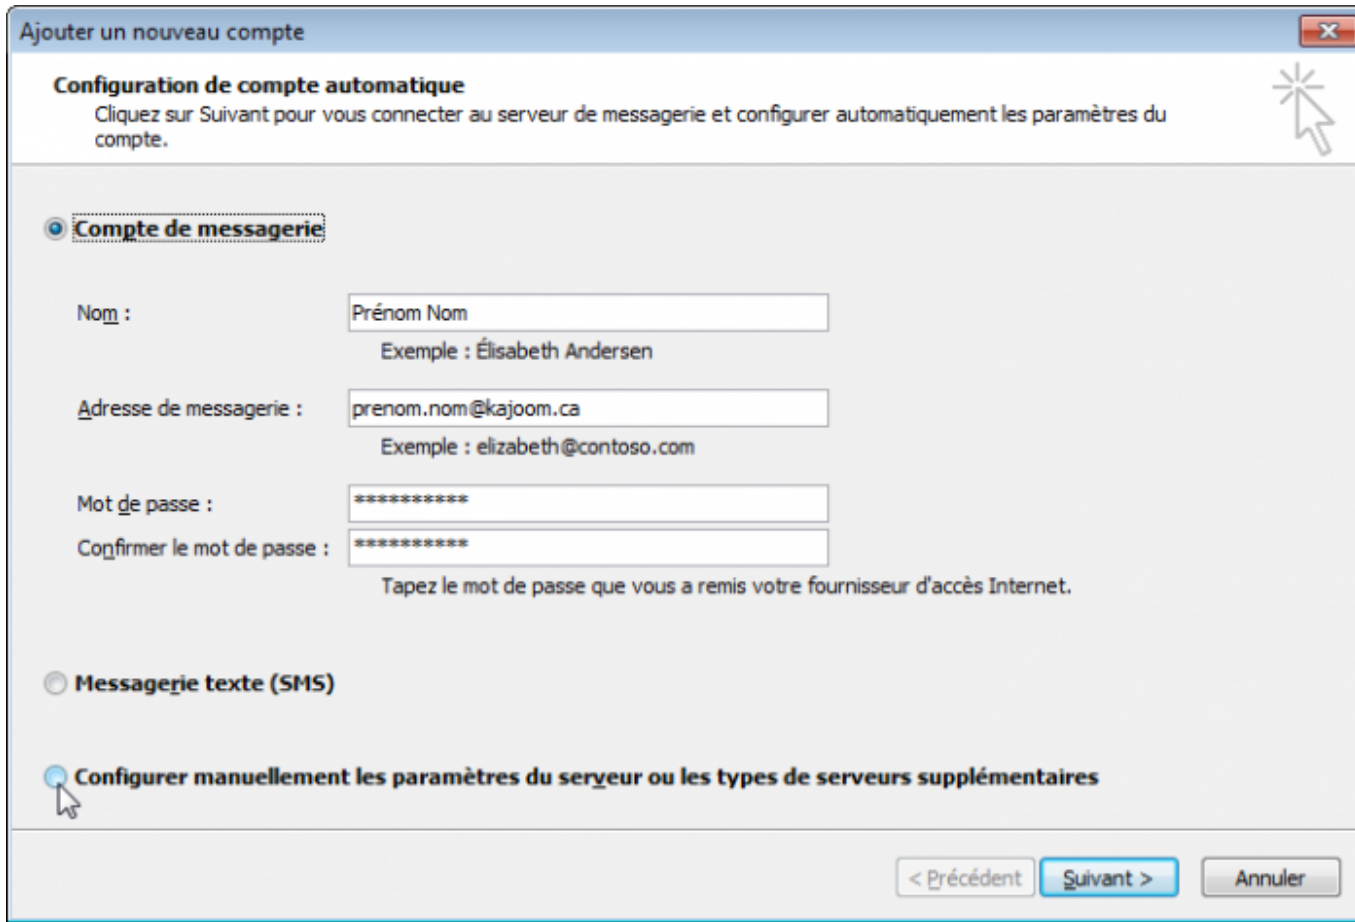 Ajouter un nouveau compte
Configuration de compte automatique
Cliquez sur Suivant pour vous connecter au serveur de messagerie et configurer automatiquement les paramètres du
compte.
Compte de messagerie
Nom : Prénom Nom
Exemple : Élisabeth Andersen
Adresse de messagerie : prenom.nom@kajoom.ca
Exemple : elizabeth@contoso.com
Mot de passe : **********
Confirmer le mot de passe : **********
Tapez le mot de passe que vous a remis votre fournisseur d'accès Internet.
Messagerie texte (SMS)
Configurer manuellement les paramètres du serveur ou les types de serveurs supplémentaires
< Précédent Suivant > Annuler